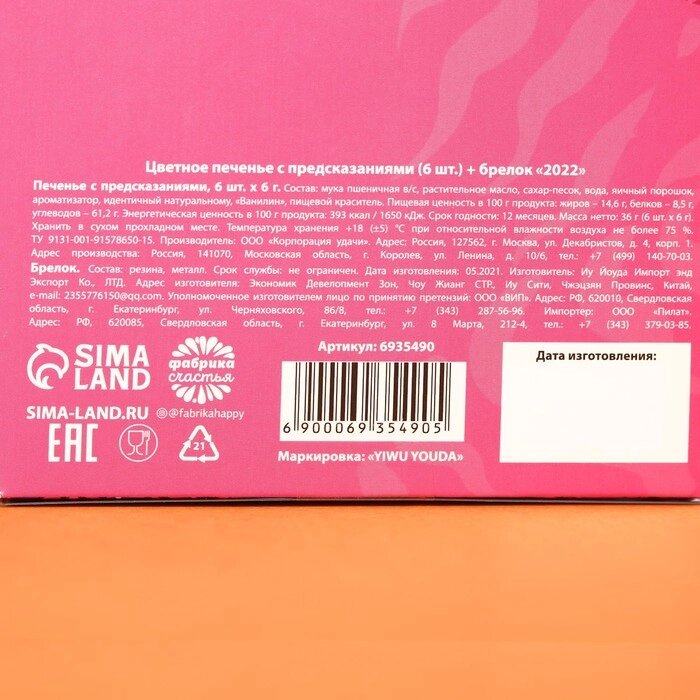 Цветное печенье с предсказаниями (6 шт.) + брелок «2022»
Печенье с предсказаниями, 6 шт. х 6 г. Состав: мука пшеничная в/с, растительное масло, сахар-песок, вода, яичный порошок,
ароматизатор, идентичный натуральному, «Ванилин», пищевой краситель. Пищевая ценность в 100 г продукта: жиров - 14,6 г, белков - 8,5 г,
углеводов – 61,2 г. Энергетическая ценность в 100 г продукта: 393 ккал / 1650 кДж. Срок годности: 12 месяцев. Масса нетто: 36 г (6 шт. х 6 г).
Хранить в сухом прохладном месте. Температура хранения +18 (±5) °С при относительной влажности воздуха не более 75 %.
ТУ 9131-001-91578650-15. Производитель: ООО «Корпорация удачи». Адрес: Россия, 127562, г. Москва, ул. Декабристов, д. 4, корп. 1.
Адрес производства: Россия, 141070, Московская область, г. Королев, ул. Ленина, д. 10/6, тел.: +7 (499) 140-70-03.
Брелок. Состав: резина, металл. Срок службы: не ограничен. Дата изготовления: 05.2021. Изготовитель: Иу Йоуда Импорт энд
Экспорт Ко., ЛТД. Адрес изготовителя: Экономик Девелопмент Зон, Чоу Жианг СТР, Иу Сити, Чжэцзян Провинс, Китай,
e-mail: 2355776150@qq.com. Уполномоченное изготовителем лицо по принятию претензий: ООО «ВИП». Адрес: РФ, 620010, Свердловская
область, г. Екатеринбург, ул. Черняховского, 86/8, тел.: +7 (343) 287-56-96. Импортер: ООО «Пилат».
Адрес: РФ, 620085, Свердловская область, г. Екатеринбург, ул. 8 Марта, 212-4, тел.: +7 (343) 379-03-85.
Артикул: 6935490
Дата изготовления:
SIMA
LAND
фабрика
счастья
SIMA-LAND.RU
@fabrikahappy
EAC
21
6 900069 354905
Маркировка: «YIWU YOUDA»